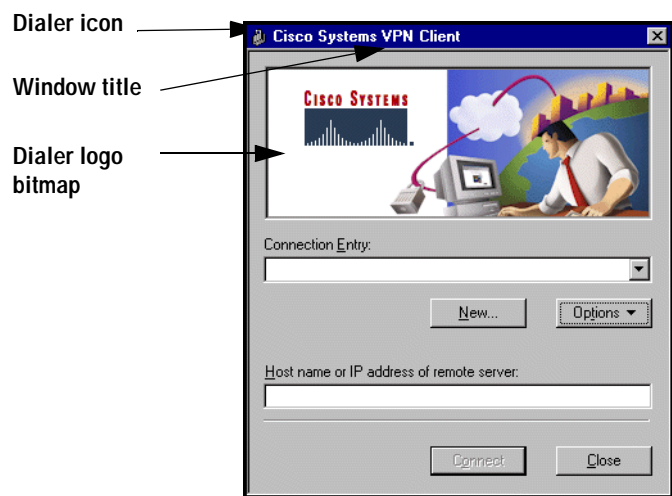 Dialer icon
Cisco Systems VPN Client
Window title
CISCO SYSTEMS
Dialer logo
bitmap
Connection Entry:
New...
Options
Host name or IP address of remote server:
Connect
Close